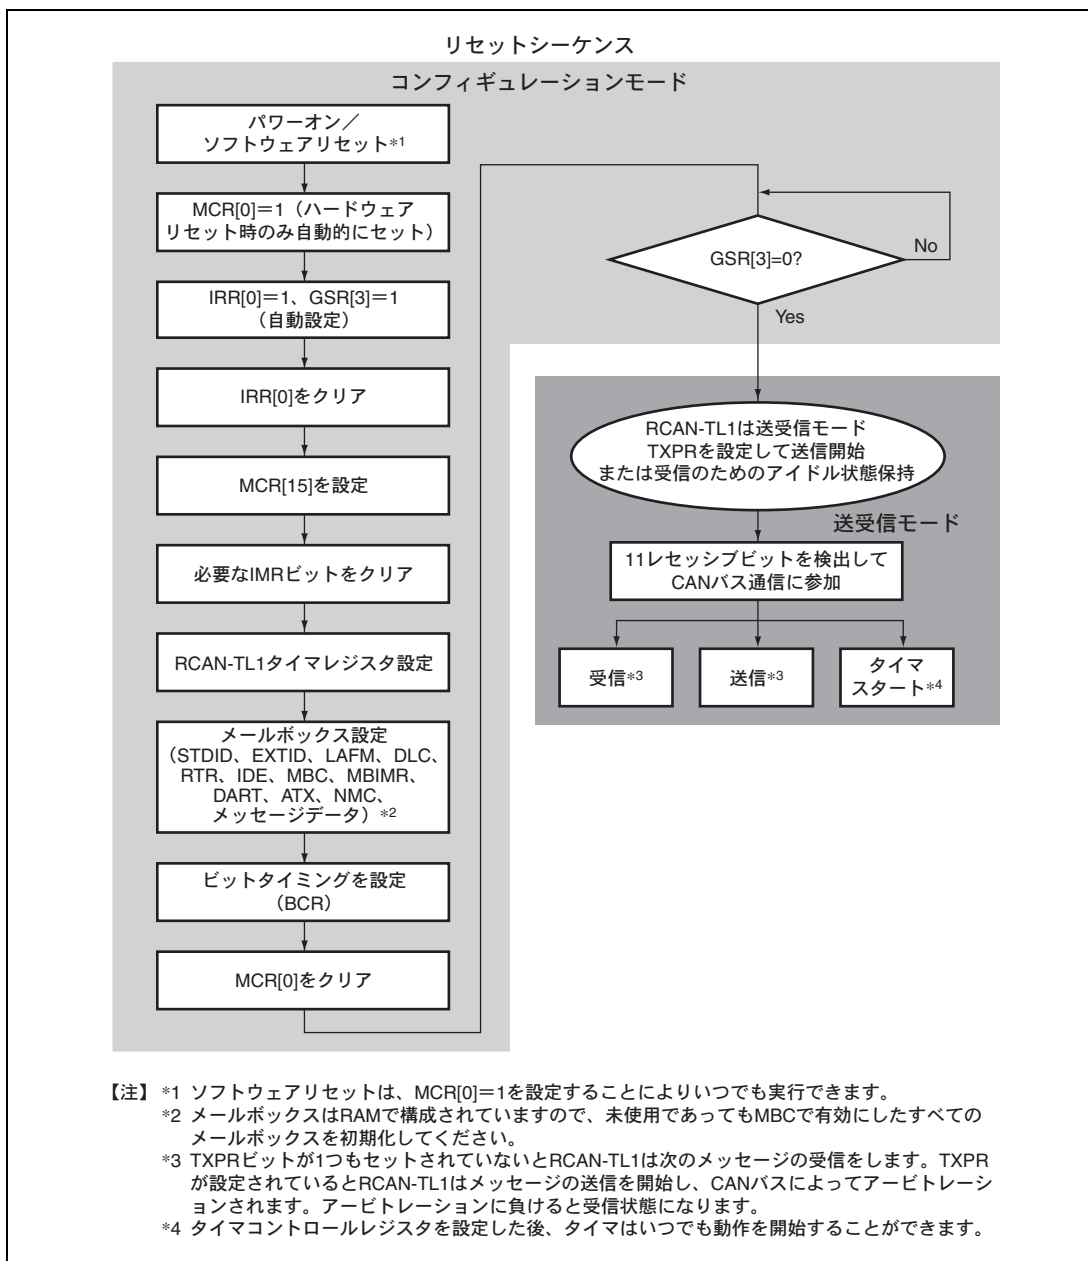 リセットシーケンス
コンフィギュレーションモード
パワーオン／
ソフトウェアリセット*1
MCR[0]＝1（ハードウェア
リセット時のみ自動的にセット）
IRR[0]＝1、GSR[3]＝1
（自動設定）
IRR[0]をクリア
MCR[15]を設定
必要なIMRビットをクリア
RCAN-TL1タイマレジスタ設定
メールボックス設定
（STDID、EXTID、LAFM、DLC、
RTR、IDE、MBC、MBIMR、
DART、ATX、NMC、
メッセージデータ）*2
ビットタイミングを設定
（BCR）
MCR[0]をクリア
GSR[3]=0?
No
Yes
RCAN-TL1は送受信モード
TXPRを設定して送信開始
または受信のためのアイドル状態保持
送受信モード
11レセッシブビットを検出して
CANバス通信に参加
受信*3
送信*3
タイマ
スタート*4
【注】 *1 ソフトウェアリセットは、MCR[0]＝1を設定することによりいつでも実行できます。
*2 メールボックスはRAMで構成されていますので、未使用であってもMBCで有効にしたすべての
メールボックスを初期化してください。
*3 TXPRビットが1つもセットされていないとRCAN-TL1は次のメッセージの受信をします。TXPR
が設定されているとRCAN-TL1はメッセージの送信を開始し、CANバスによってアービトレーシ
ョンされます。アービトレーションに負けると受信状態になります。
*4 タイマコントロールレジスタを設定した後、タイマはいつでも動作を開始することができます。